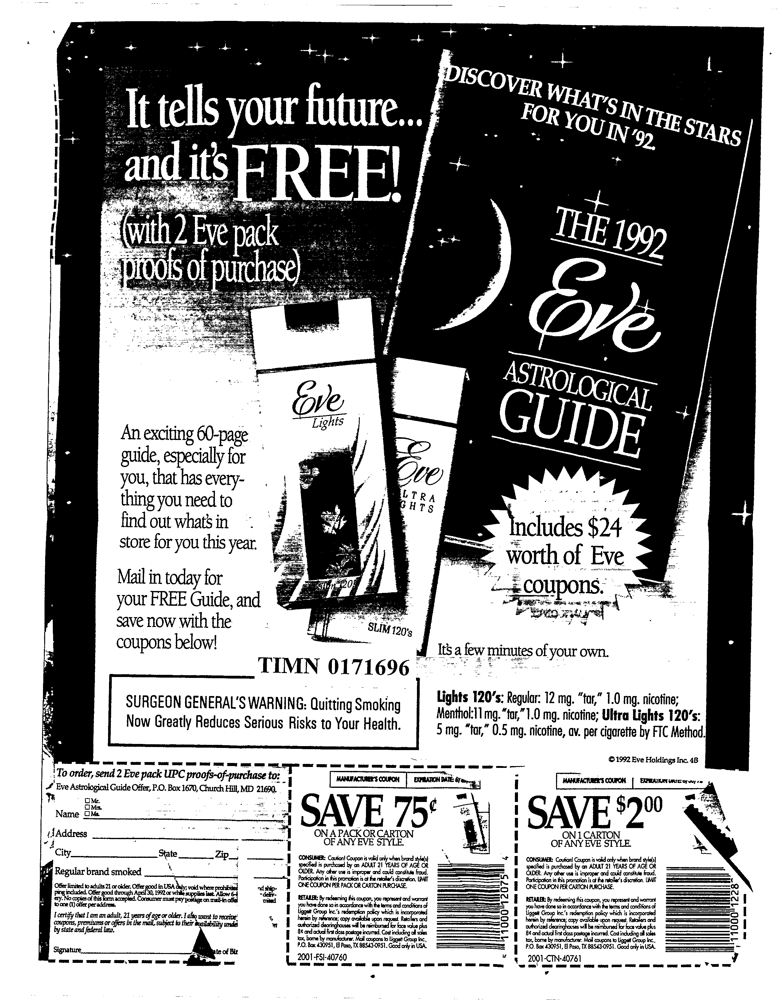 It tells your future...
and it's FREE!
(with 2 Eve pack
proofs of purchase)
DISCOVER WHAT'S IN THE STARS
FOR YOU IN '92.
THE 1992
Eve
ASTROLOGICAL
GUIDE
Includes $24
worth of Eve
coupons.
Eve
Lights
Eve
SLIM 120's
An exciting 60-page
guide, especially for
you, that has every-
thing you need to
find out what's in
store for you this year.
Mail in today for
your FREE Guide, and
save now with the
coupons below!
It's a few minutes of your own.
TIMN 0171696
SURGEON GENERAL'S WARNING: Quitting Smoking
Now Greatly Reduces Serious Risks to Your Health.
Lights 120's: Regular: 12 mg. "tar," 1.0 mg. nicotine;
Menthol: 11 mg. "tar," 1.0 mg. nicotine; Ultra Lights 120's:
5 mg. "tar," 0.5 mg. nicotine, av. per cigarette by FTC Method.
© 1992 Eve Holdings Inc. 4B
To order, send 2 Eve pack UPC proofs-of-purchase to:
Eve Astrological Guide Offer, P.O. Box 1670, Church Hill, MD 21690.
Mr.
Mrs.
Name Ms.
Address
City State Zip
Regular brand smoked
Offer limited to adults 21 or older. Offer good in USA only; void where prohibited
ping included. Offer good through April 30, 1992 or while supplies last. Allow 6-
ery. No copies of this form accepted. Consumer must pay postage on mail-in offer
to one (1) offer per address.
I certify that I am an adult, 21 years of age or older. I also want to receive
coupons, premiums or offers in the mail, subject to their availability under
by state and federal law.
Signature
MANUFACTURER'S COUPON EXPIRATION DATE:
SAVE 75¢
ON A PACK OR CARTON
OF ANY EVE STYLE.
CONSUMER: Caution! Coupon is valid only when brand style(s)
specified is purchased by an ADULT 21 YEARS OF AGE OR
OLDER. Any other use is improper and could constitute fraud.
Participation in this promotion is at the retailer's discretion. LIMIT
ONE COUPON PER PACK OR CARTON PURCHASE.
RETAILER: By redeeming this coupon, you represent and warrant
you have done so in accordance with the terms and conditions of
Liggett Group Inc.'s redemption policy which is incorporated
herein by reference; copy available upon request. Retailers and
authorized clearinghouses will be reimbursed for face value plus
8¢ and actual first class postage incurred. Cost including all sales
tax, borne by manufacturer. Mail coupons to Liggett Group Inc.,
P.O. Box 430951, El Paso, TX 88543-0951. Good only in USA.
2001-FSI-40760
11000 12075
MANUFACTURER'S COUPON
SAVE $2.00
ON 1 CARTON
OF ANY EVE STYLE.
CONSUMER: Caution! Coupon is valid only when brand style(s)
specified is purchased by an ADULT 21 YEARS OF AGE OR
OLDER. Any other use is improper and could constitute fraud.
Participation in this promotion is at the retailer's discretion. LIMIT
ONE COUPON PER CARTON PURCHASE.
RETAILER: By redeeming this coupon, you represent and warrant
you have done so in accordance with the terms and conditions of
Liggett Group Inc.'s redemption policy which is incorporated
herein by reference; copy available upon request. Retailers and
authorized clearinghouses will be reimbursed for face value plus
8¢ and actual first class postage incurred. Cost including all sales
tax, borne by manufacturer. Mail coupons to Liggett Group Inc.,
P.O. Box 430951, El Paso, TX 88543-0951. Good only in USA.
2001-CTN-40761
11000 1228